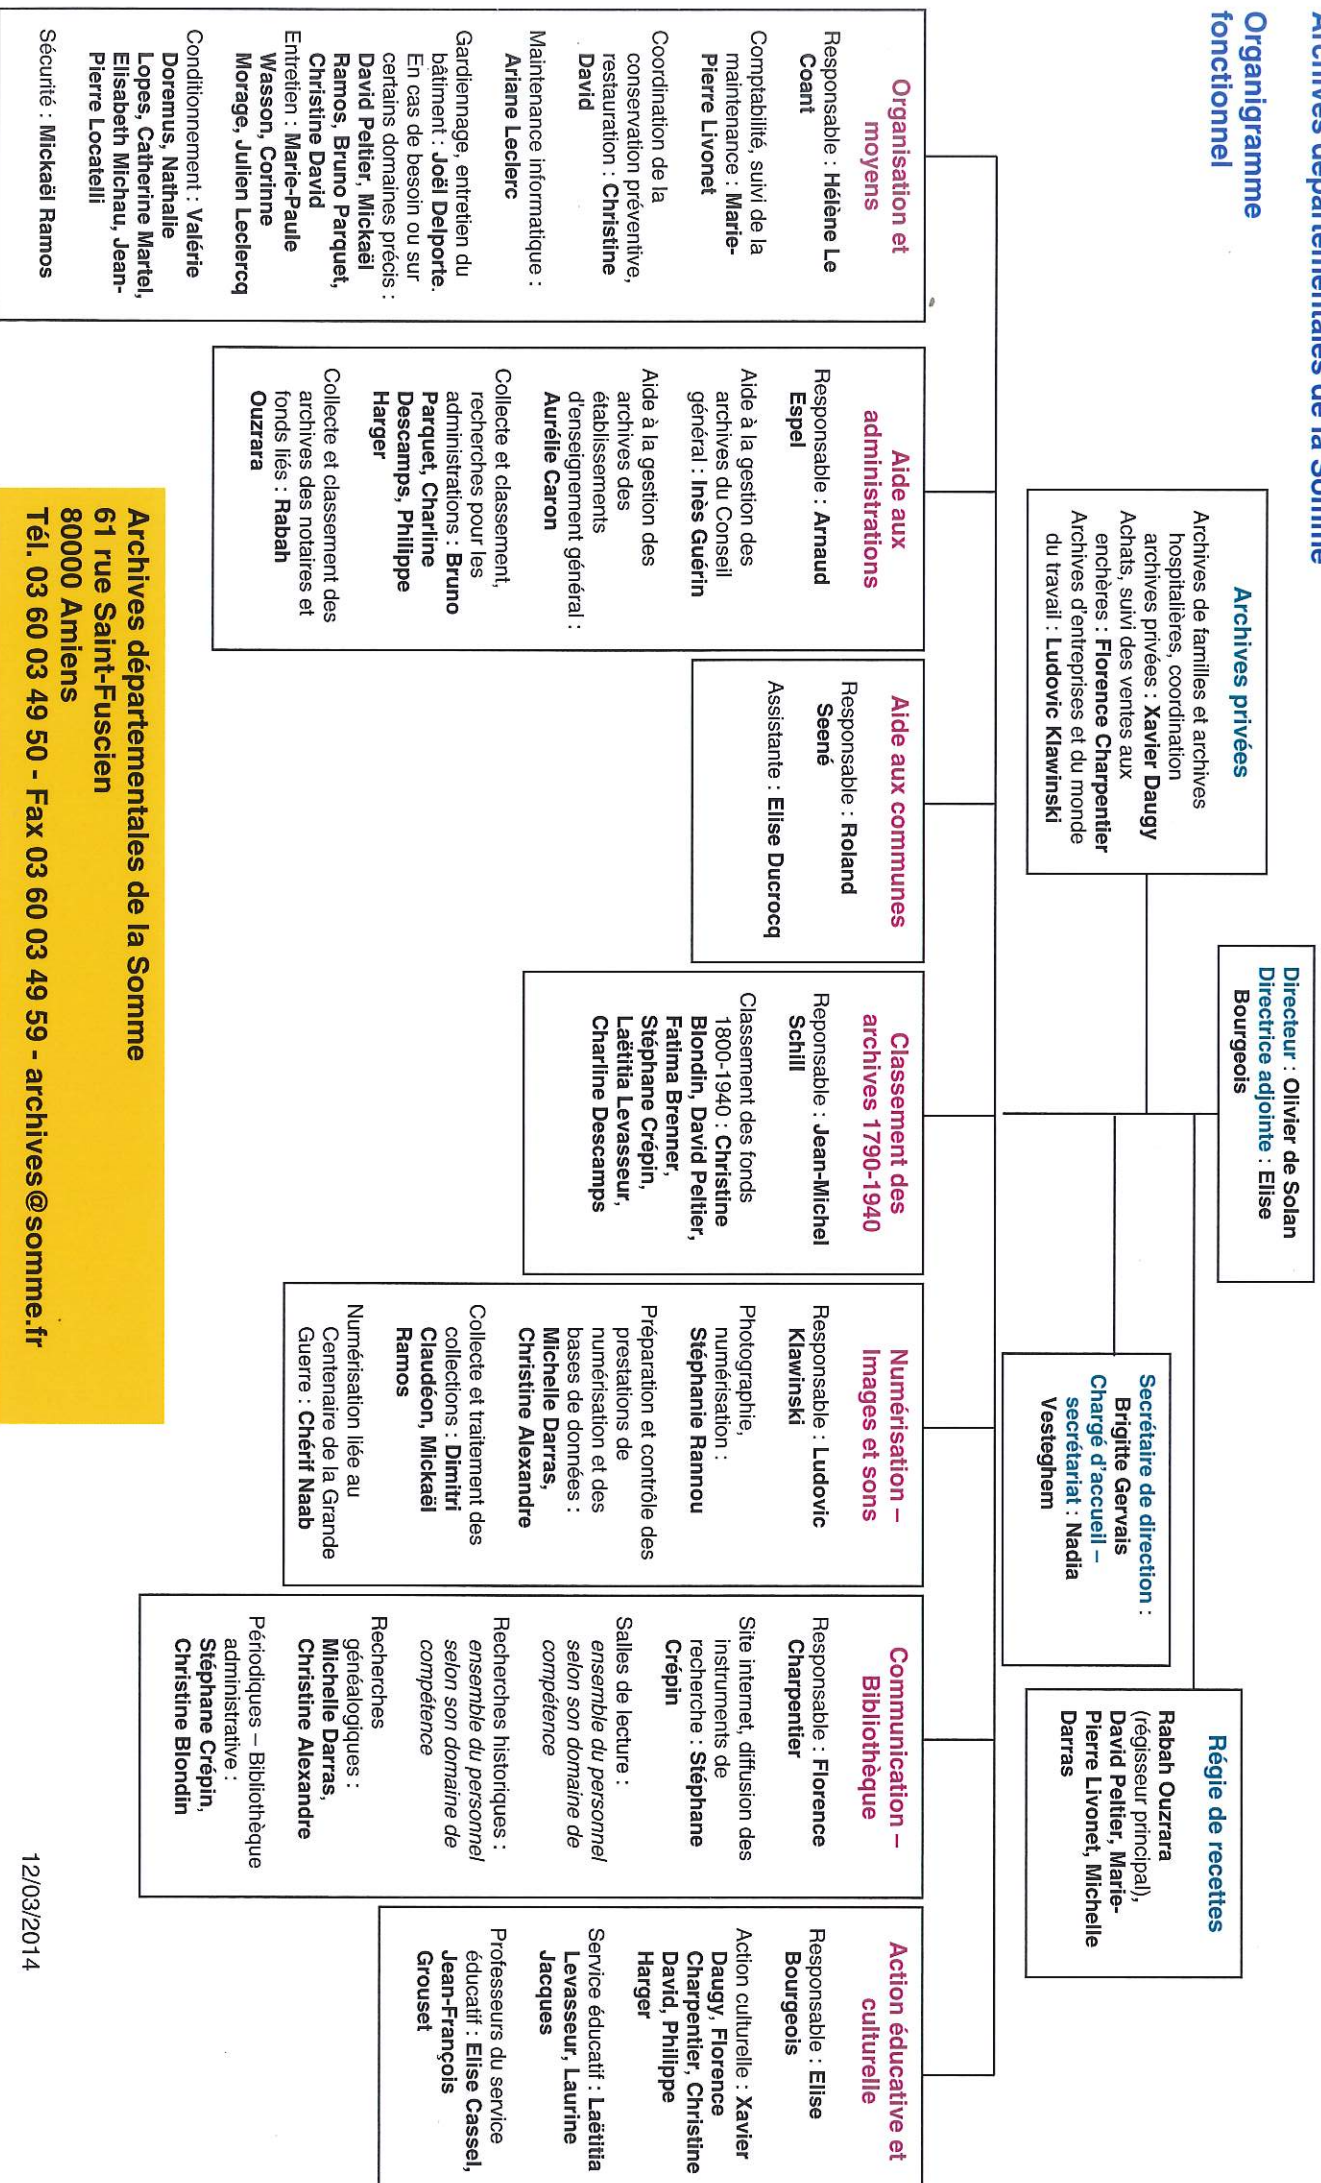 Archives départementales de la Somme
Organigramme
fonctionnel
Directeur : Olivier de Solan
Directrice adjointe : Elise
Bourgeois
Archives privées
Archives de familles et archives
hospitalières, coordination
archives privées : Xavier Daugy
Achats, suivi des ventes aux
enchères : Florence Charpentier
Archives d'entreprises et du monde
du travail : Ludovic Klawinski
Secrétaire de direction :
Brigitte Gervais
Chargé d'accueil –
secrétariat : Nadia
Vesteghem
Régie de recettes
Rabah Ouzrara
(régisseur principal),
David Peltier, Marie-
Pierre Livonet, Michelle
Darras
Organisation et
moyens
Responsable : Hélène Le
Coant
Comptabilité, suivi de la
maintenance : Marie-
Pierre Livonet
Coordination de la
conservation préventive,
restauration : Christine
David
Maintenance informatique :
Ariane Leclerc
Gardiennage, entretien du
bâtiment : Joël Delporte.
En cas de besoin ou sur
certains domaines précis :
David Peltier, Mickaël
Ramos, Bruno Parquet,
Christine David
Entretien : Marie-Paule
Wasson, Corinne
Morage, Julien Leclercq
Conditionnement : Valérie
Doremus, Nathalie
Lopes, Catherine Martel,
Elisabeth Michau, Jean-
Pierre Locatelli
Sécurité : Mickaël Ramos
Aide aux
administrations
Responsable : Arnaud
Espel
Aide à la gestion des
archives du Conseil
général : Inès Guérin
Aide à la gestion des
archives des
établissements
d'enseignement général :
Aurélie Caron
Collecte et classement,
recherches pour les
administrations : Bruno
Parquet, Charline
Descamps, Philippe
Harger
Collecte et classement des
archives des notaires et
fonds liés : Rabah
Ouzrara
Aide aux communes
Responsable : Roland
Seené
Assistante : Elise Ducrocq
Classement des
archives 1790-1940
Reponsable : Jean-Michel
Schill
Classement des fonds
1800-1940 : Christine
Blondin, David Peltier,
Fatima Brenner,
Stéphane Crépin,
Laëtitia Levasseur,
Charline Descamps
Numérisation –
Images et sons
Responsable : Ludovic
Klawinski
Photographie,
numérisation :
Stéphanie Rannou
Préparation et contrôle des
prestations de
numérisation et des
bases de données :
Michelle Darras,
Christine Alexandre
Collecte et traitement des
collections : Dimitri
Claudéon, Mickaël
Ramos
Numérisation liée au
Centenaire de la Grande
Guerre : Chérif Naab
Communication –
Bibliothèque
Responsable : Florence
Charpentier
Site internet, diffusion des
instruments de
recherche : Stéphane
Crépin
Salles de lecture :
ensemble du personnel
selon son domaine de
compétence
Recherches historiques :
ensemble du personnel
selon son domaine de
compétence
Recherches
généalogiques :
Michelle Darras,
Christine Alexandre
Périodiques – Bibliothèque
administrative :
Stéphane Crépin,
Christine Blondin
Action éducative et
culturelle
Responsable : Elise
Bourgeois
Action culturelle : Xavier
Daugy, Florence
Charpentier, Christine
David, Philippe
Harger
Service éducatif : Laëtitia
Levasseur, Laurine
Jacques
Professeurs du service
éducatif : Elise Cassel,
Jean-François
Grouset
Archives départementales de la Somme
61 rue Saint-Fuscien
80000 Amiens
Tél. 03 60 03 49 50 - Fax 03 60 03 49 59 - archives@somme.fr
12/03/2014